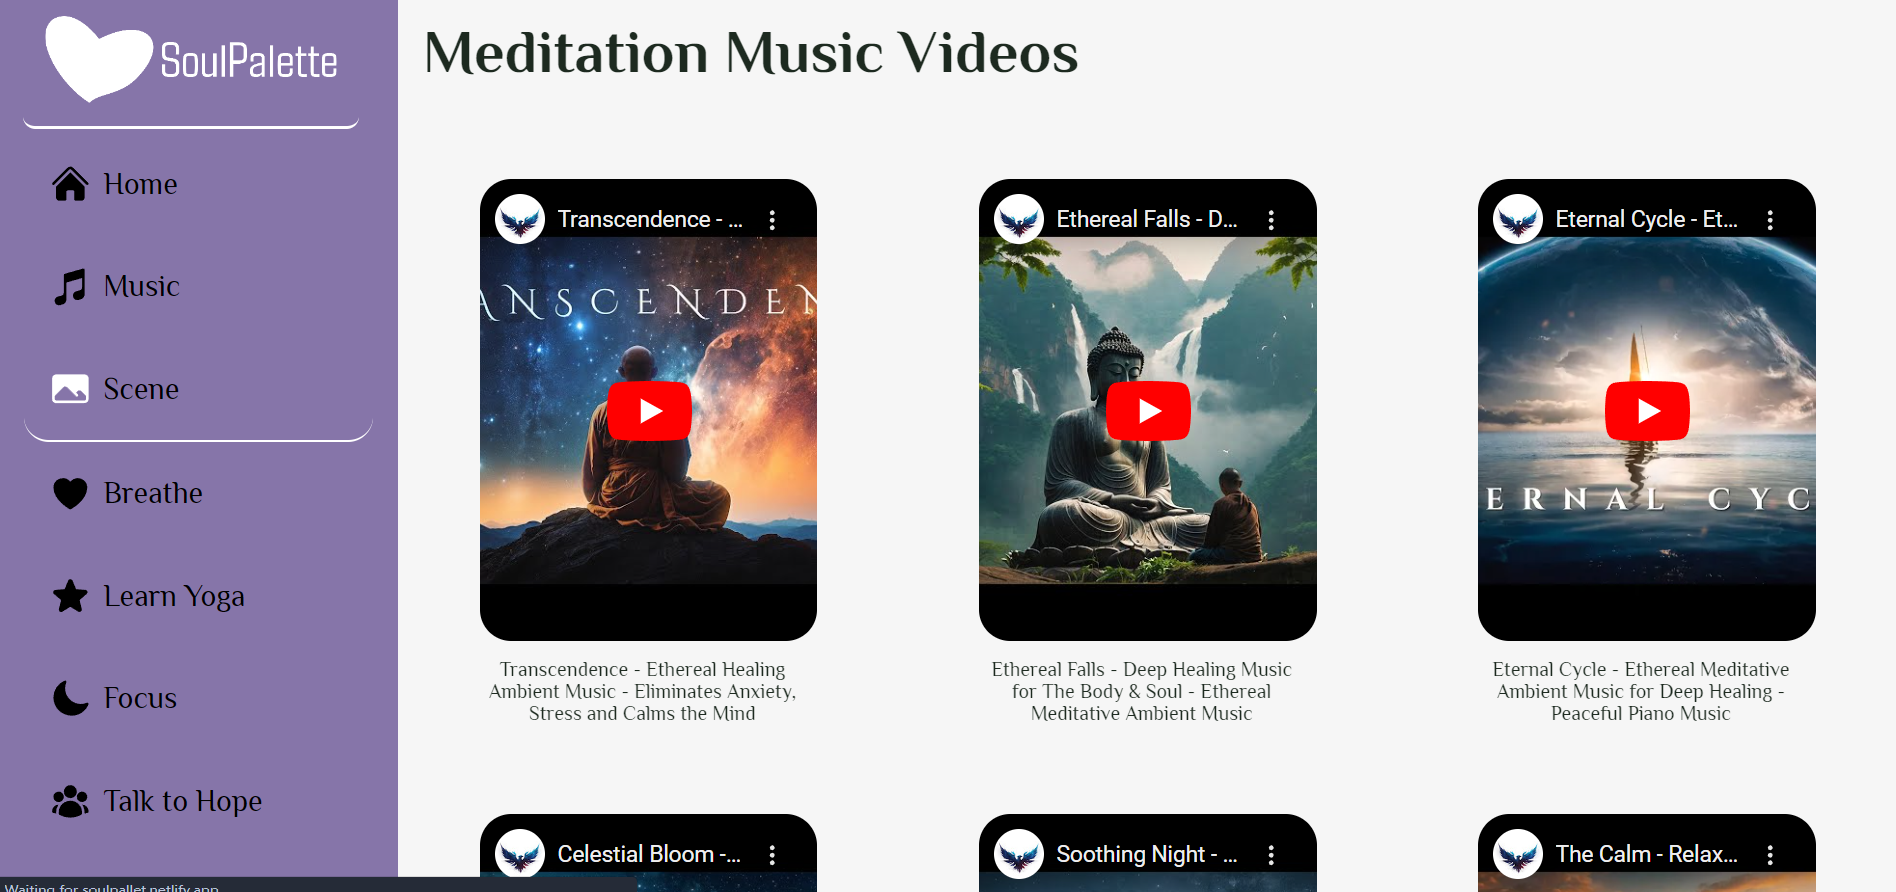 SoulPalette
Home
Music
Scene
Breathe
Learn Yoga
Focus
Talk to Hope
Meditation Music Videos
Transcendence - ...
ANSCENDEN
Transcendence - Ethereal Healing
Ambient Music - Eliminates Anxiety,
Stress and Calms the Mind
Ethereal Falls - D...
Ethereal Falls - Deep Healing Music
for The Body & Soul - Ethereal
Meditative Ambient Music
Eternal Cycle - Et...
ERNAL CYC
Eternal Cycle - Ethereal Meditative
Ambient Music for Deep Healing -
Peaceful Piano Music
Celestial Bloom -...
Soothing Night - ...
The Calm - Relax...
Waiting for soulpallet.netlify.app